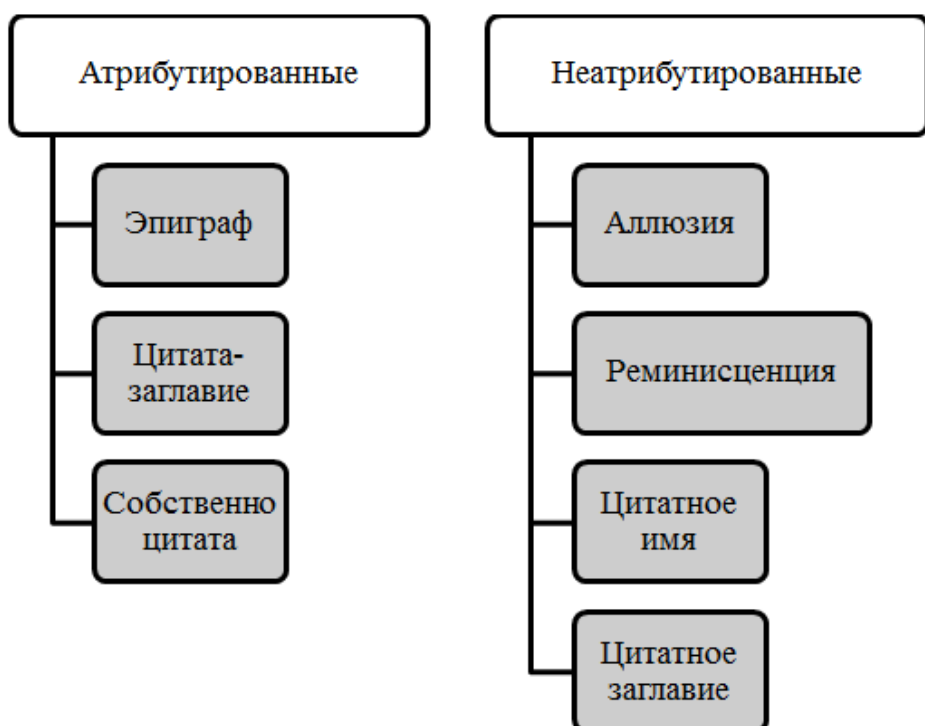 Атрибутированные
Эпиграф
Цитата-
заглавие
Собственно
цитата
Неатрибутированные
Аллюзия
Реминисценция
Цитатное
имя
Цитатное
заглавие